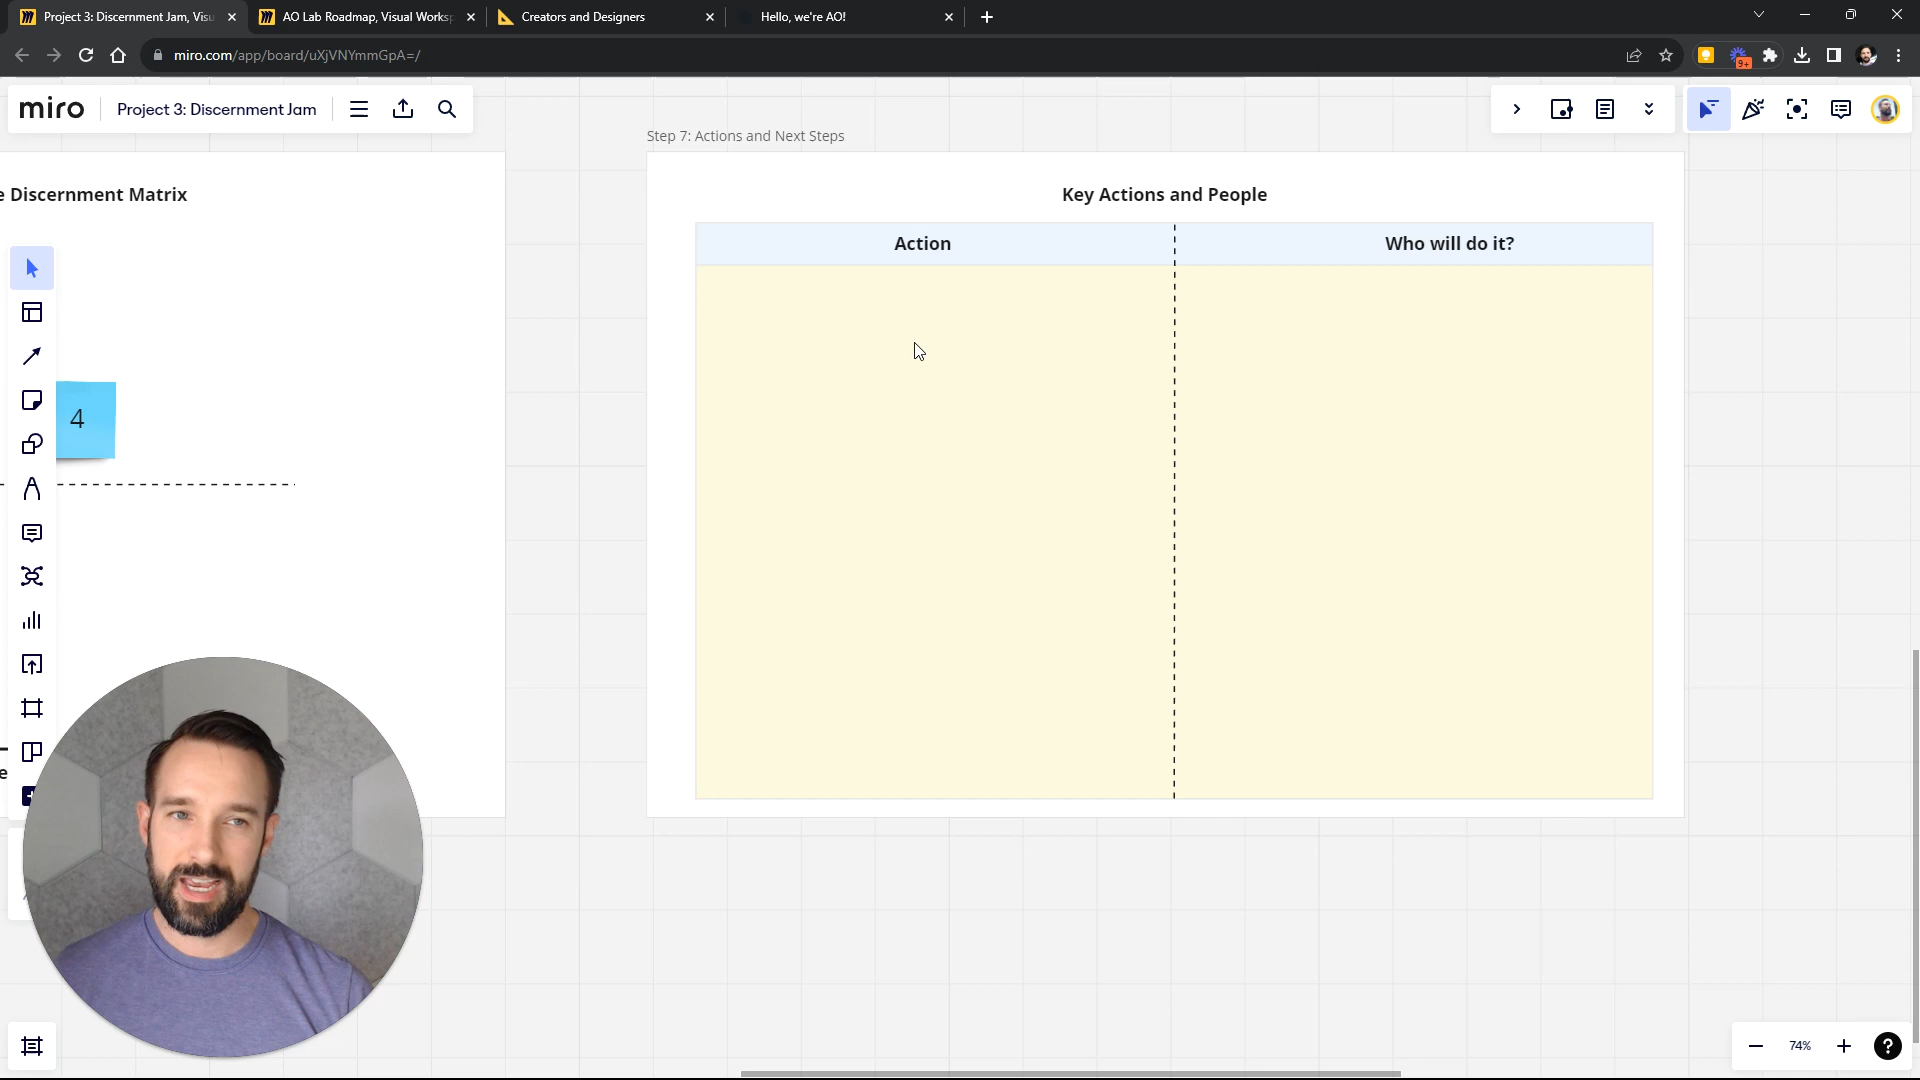 Project 3: Discernment Jam, Visu
AO Lab Roadmap, Visual Worksp
Creators and Designers
Hello, we're AO!
miro.com/app/board/uXjVNYmmGpA=/
9+
miro
Project 3: Discernment Jam
Step 7: Actions and Next Steps
e Discernment Matrix
Key Actions and People
Action
Who will do it?
4
e
74%
?